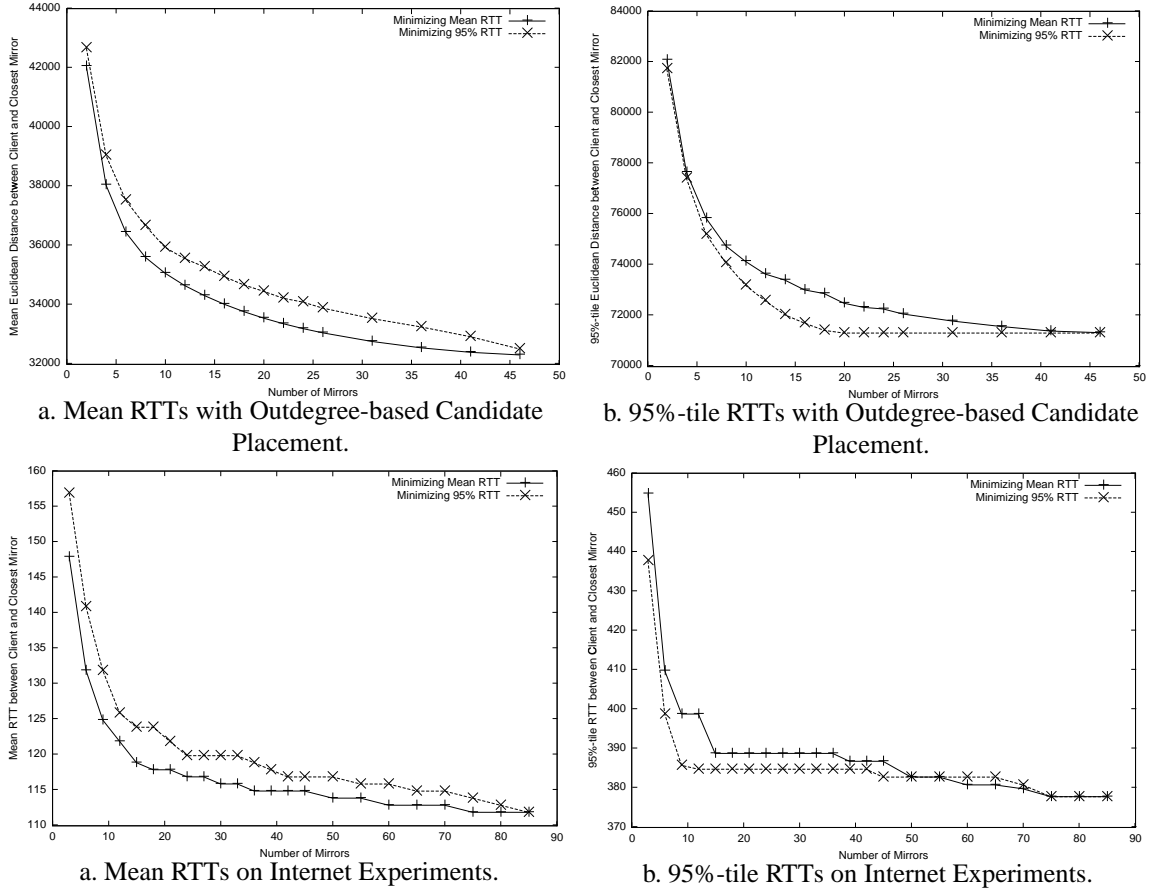 44000
42000
40000
38000
36000
34000
32000
0 5 10 15 20 25 30 35 40 45 50
Mean Euclidean Distance between Client and Closest Mirror
Number of Mirrors
Minimizing Mean RTT
Minimizing 95% RTT
a. Mean RTTs with Outdegree-based Candidate
Placement.
84000
82000
80000
78000
76000
74000
72000
70000
0 5 10 15 20 25 30 35 40 45 50
95%-tile Euclidean Distance between Client and Closest Mirror
Number of Mirrors
Minimizing Mean RTT
Minimizing 95% RTT
b. 95%-tile RTTs with Outdegree-based Candidate
Placement.
160
155
150
145
140
135
130
125
120
115
110
0 10 20 30 40 50 60 70 80 90
Mean RTT between Client and Closest Mirror
Number of Mirrors
Minimizing Mean RTT
Minimizing 95% RTT
a. Mean RTTs on Internet Experiments.
460
450
440
430
420
410
400
390
380
370
0 10 20 30 40 50 60 70 80 90
95%-tile RTT between Client and Closest Mirror
Number of Mirrors
Minimizing Mean RTT
Minimizing 95% RTT
b. 95%-tile RTTs on Internet Experiments.